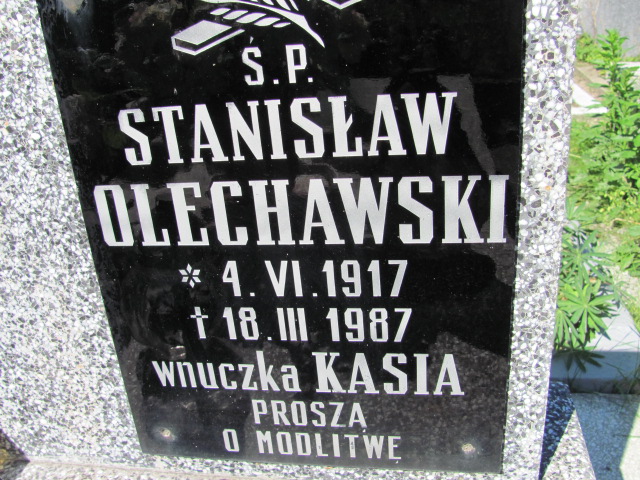 Ś.P.
STANISŁAW
OLECHAWSKI
* 4. VI. 1917
† 18. III 1987
wnuczka KASIA
PROSZĄ
O MODLITWĘ